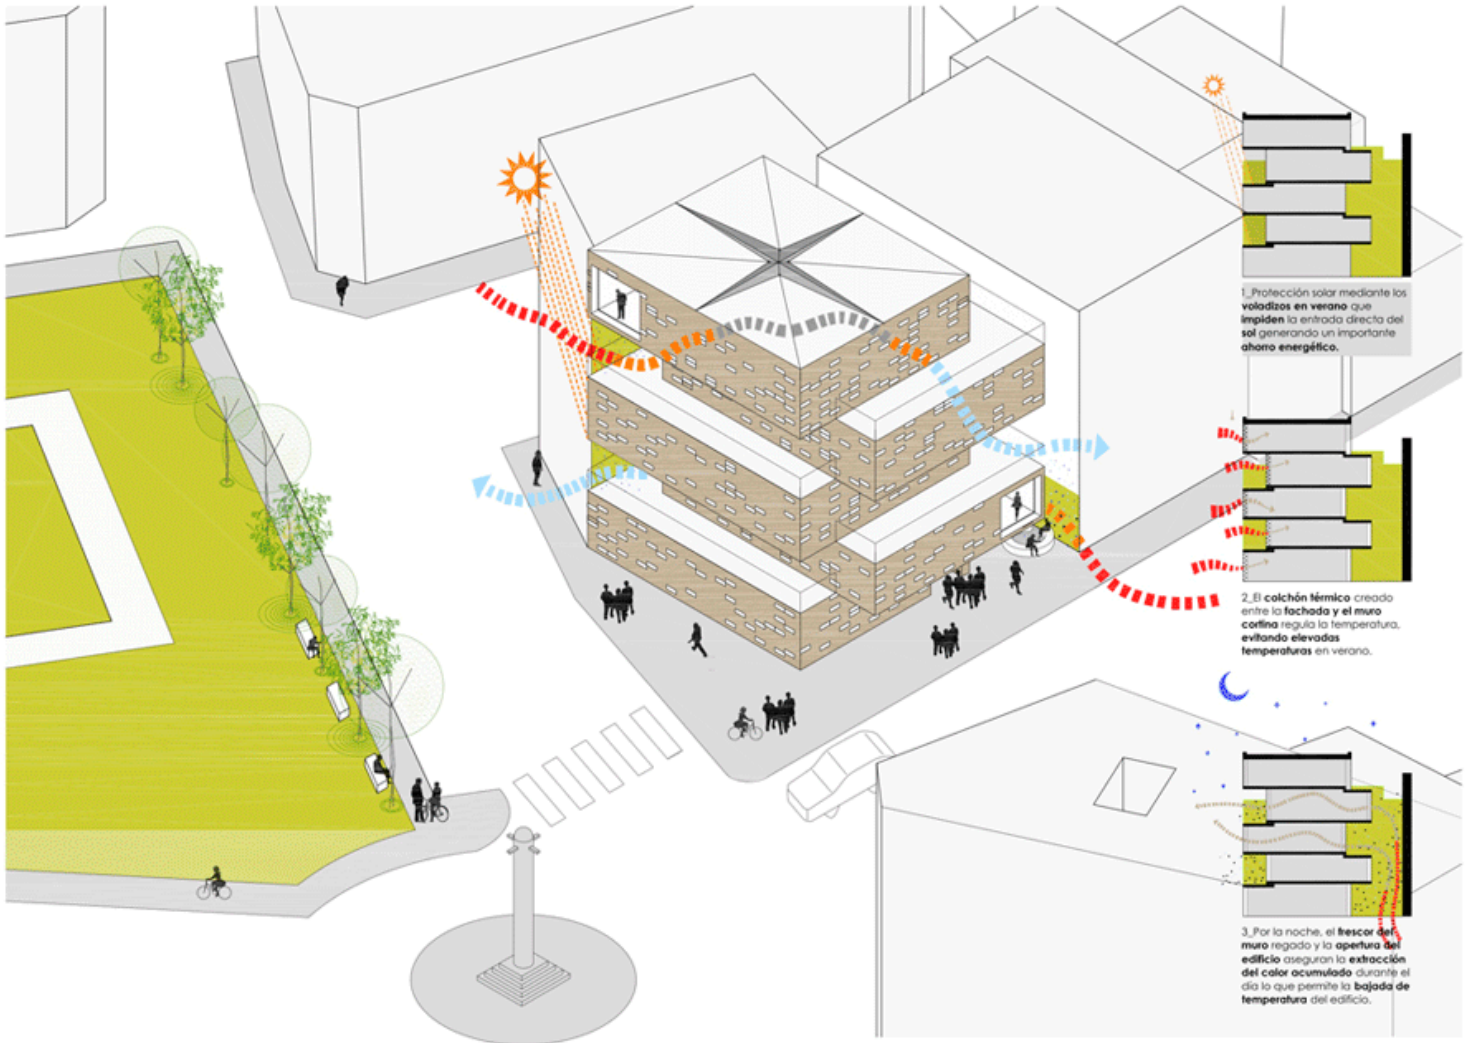 1_Protección solar mediante los
voladizos en verano que
impiden la entrada directa del
sol generando un importante
ahorro energético.
2_El colchón térmico creado
entre la fachada y el muro
cortina regula la temperatura,
evitando elevadas
temperaturas en verano.
3_Por la noche, el frescor del
muro regado y la apertura del
edificio aseguran la extracción
del calor acumulado durante el
día lo que permite la bajada de
temperatura del edificio.